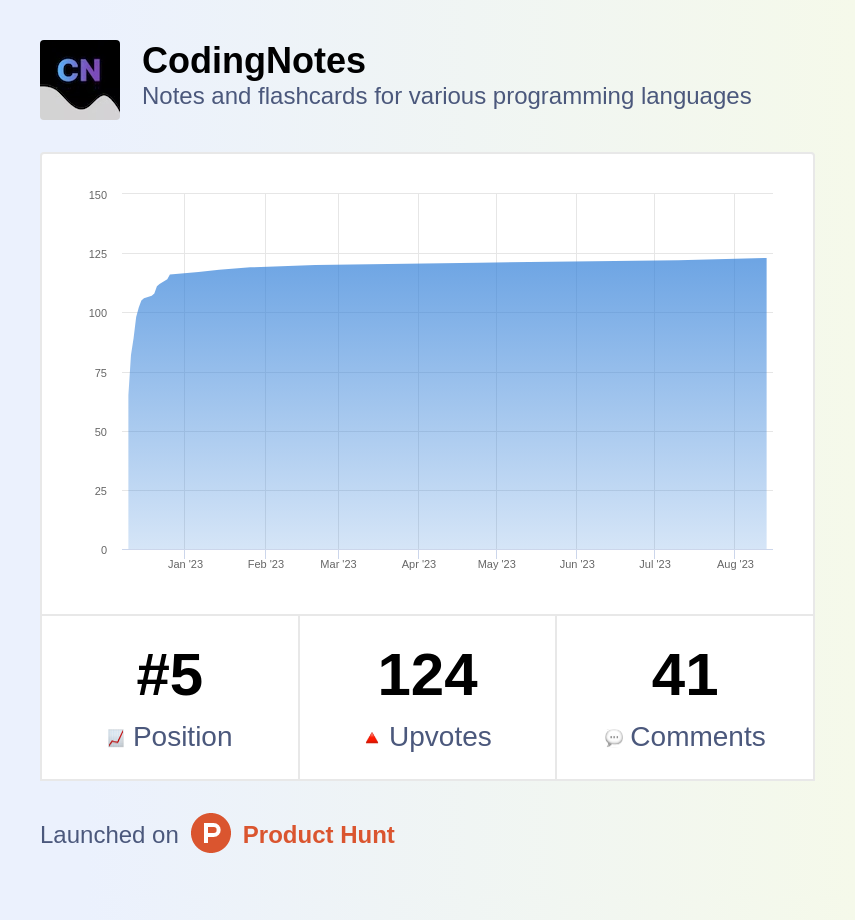 CN
CodingNotes
Notes and flashcards for various programming languages
150
125
100
75
50
25
0
Jan '23 Feb '23 Mar '23 Apr '23 May '23 Jun '23 Jul '23 Aug '23
#5 124 41
Position Upvotes Comments
Launched on P Product Hunt